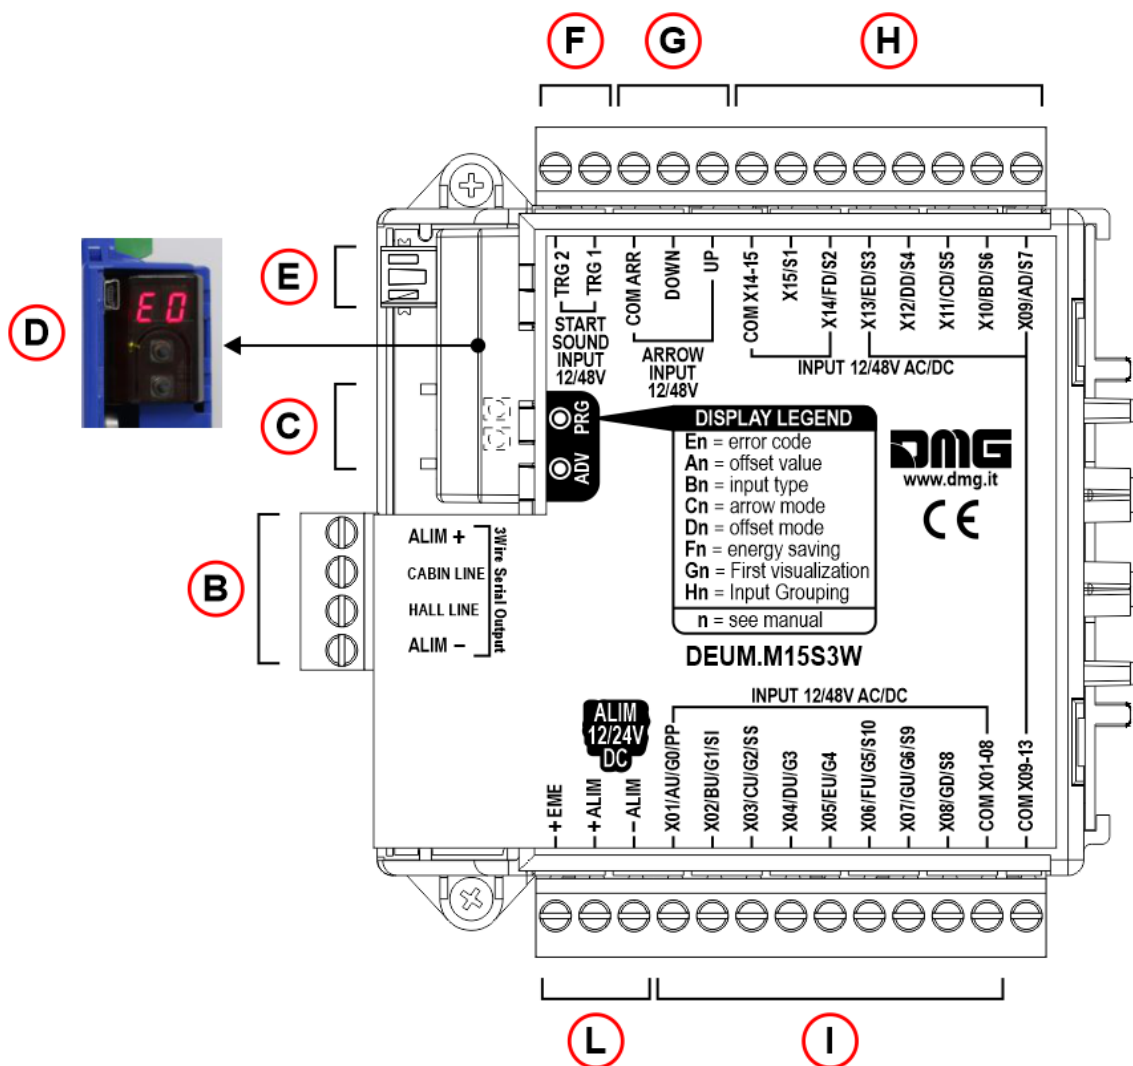 F
G
H
E
D
C
B
L
I
E0
TRG 2
TRG 1
COM ARR
DOWN
UP
COM X14-15
X15/S1
X14/FD/S2
X13/ED/S3
X12/DD/S4
X11/CD/S5
X10/BD/S6
X09/AD/S7
START
SOUND
INPUT
12/48V
ARROW
INPUT
12/48V
INPUT 12/48V AC/DC
PRG
ADV
DISPLAY LEGEND
En = error code
An = offset value
Bn = input type
Cn = arrow mode
Dn = offset mode
Fn = energy saving
Gn = First visualization
Hn = Input Grouping
n = see manual
DMG
www.dmg.it
CE
ALIM +
CABIN LINE
HALL LINE
ALIM −
3Wire Serial Output
DEUM.M15S3W
INPUT 12/48V AC/DC
ALIM
12/24V
DC
+ EME
+ ALIM
− ALIM
X01/AU/G0/PP
X02/BU/G1/SI
X03/CU/G2/SS
X04/DU/G3
X05/EU/G4
X06/FU/G5/S10
X07/GU/G6/S9
X08/GD/S8
COM X01-08
COM X09-13